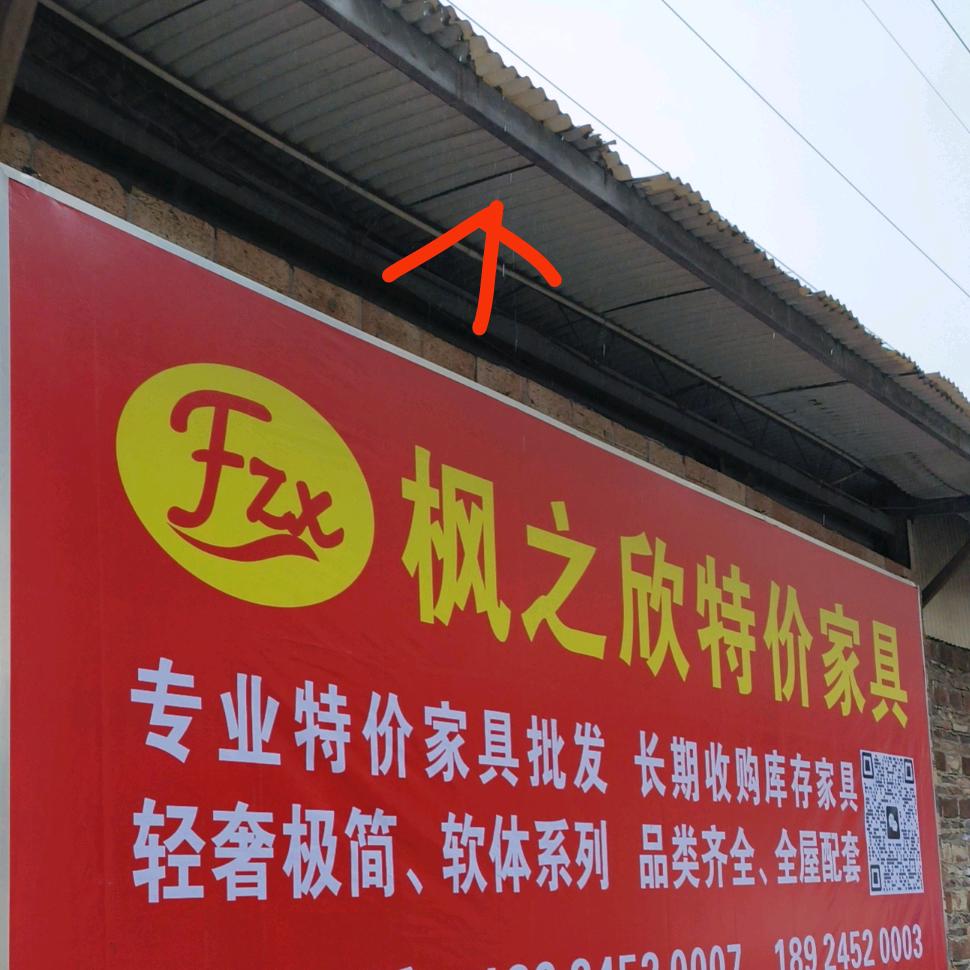 Fzx
枫之欣特价家具
专业特价家具批发 长期收购库存家具
轻奢极简、软体系列 品类齐全、全屋配套
189 2452 0003